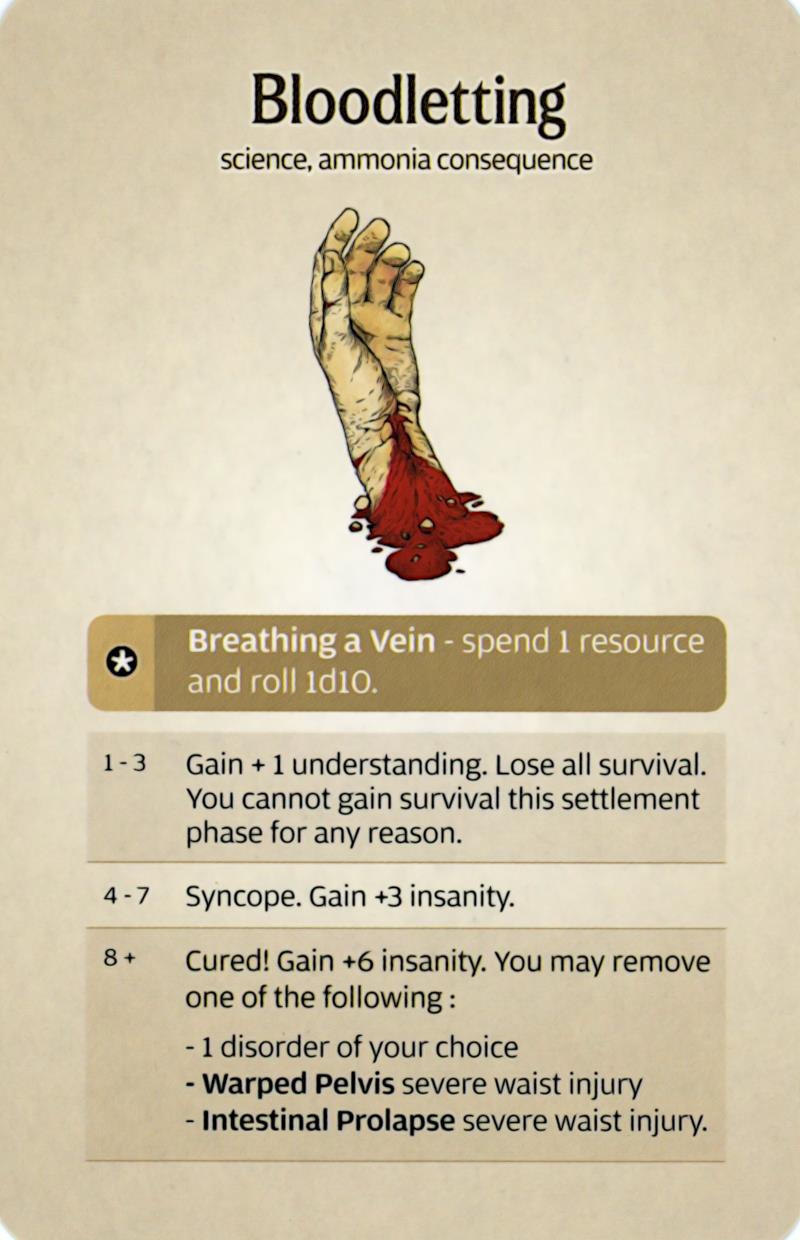 Bloodletting
science, ammonia consequence
Breathing a Vein - spend 1 resource
and roll 1d10.
1 - 3 Gain + 1 understanding. Lose all survival.
You cannot gain survival this settlement
phase for any reason.
4 - 7 Syncope. Gain +3 insanity.
8 + Cured! Gain +6 insanity. You may remove
one of the following :
- 1 disorder of your choice
- Warped Pelvis severe waist injury
- Intestinal Prolapse severe waist injury.